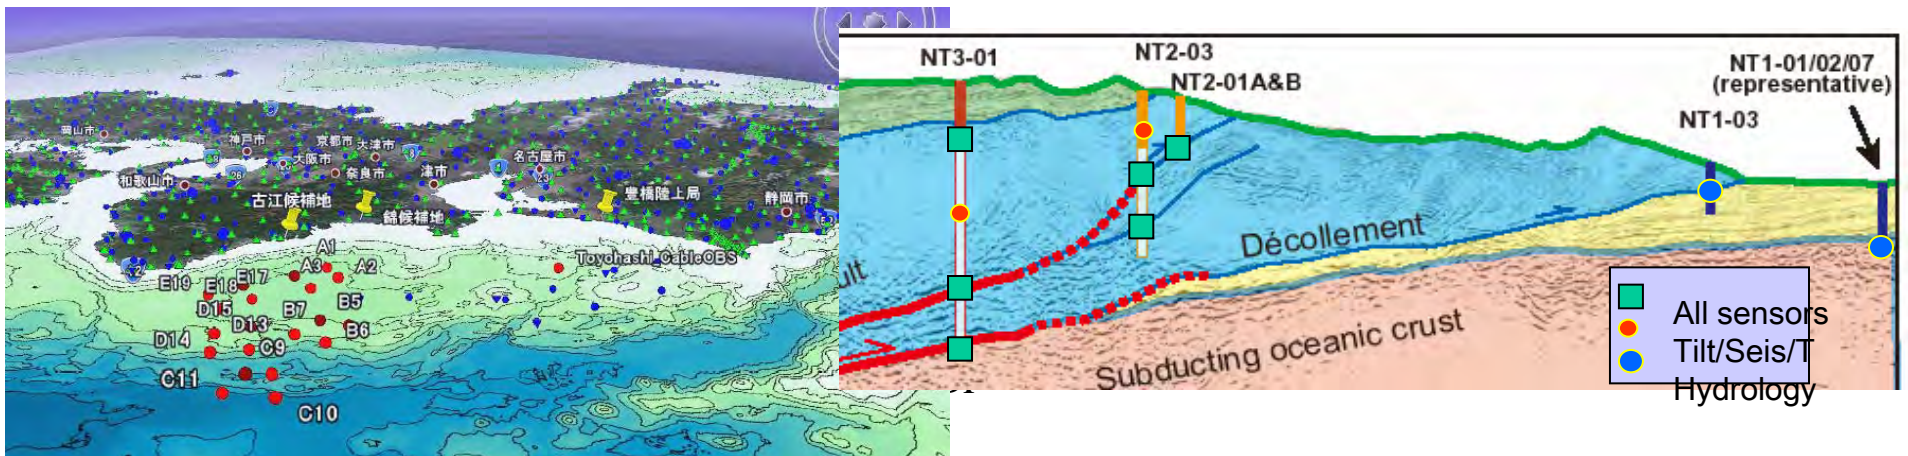 岡山市
神戸市
京都市
大津市
大阪市
奈良市
津市
名古屋市
和歌山市
古江候補地
錦候補地
豊橋陸上局
静岡市
26
23
A1
A3
A2
Toyohashi_CableOBS
E19
E18
E17
D15
B7
B5
D13
B6
D14
C9
C11
C10
NT3-01
NT2-03
NT2-01A&B
NT1-01/02/07
(representative)
NT1-03
ult
Décollement
Subducting oceanic crust
All sensors
Tilt/Seis/T
Hydrology